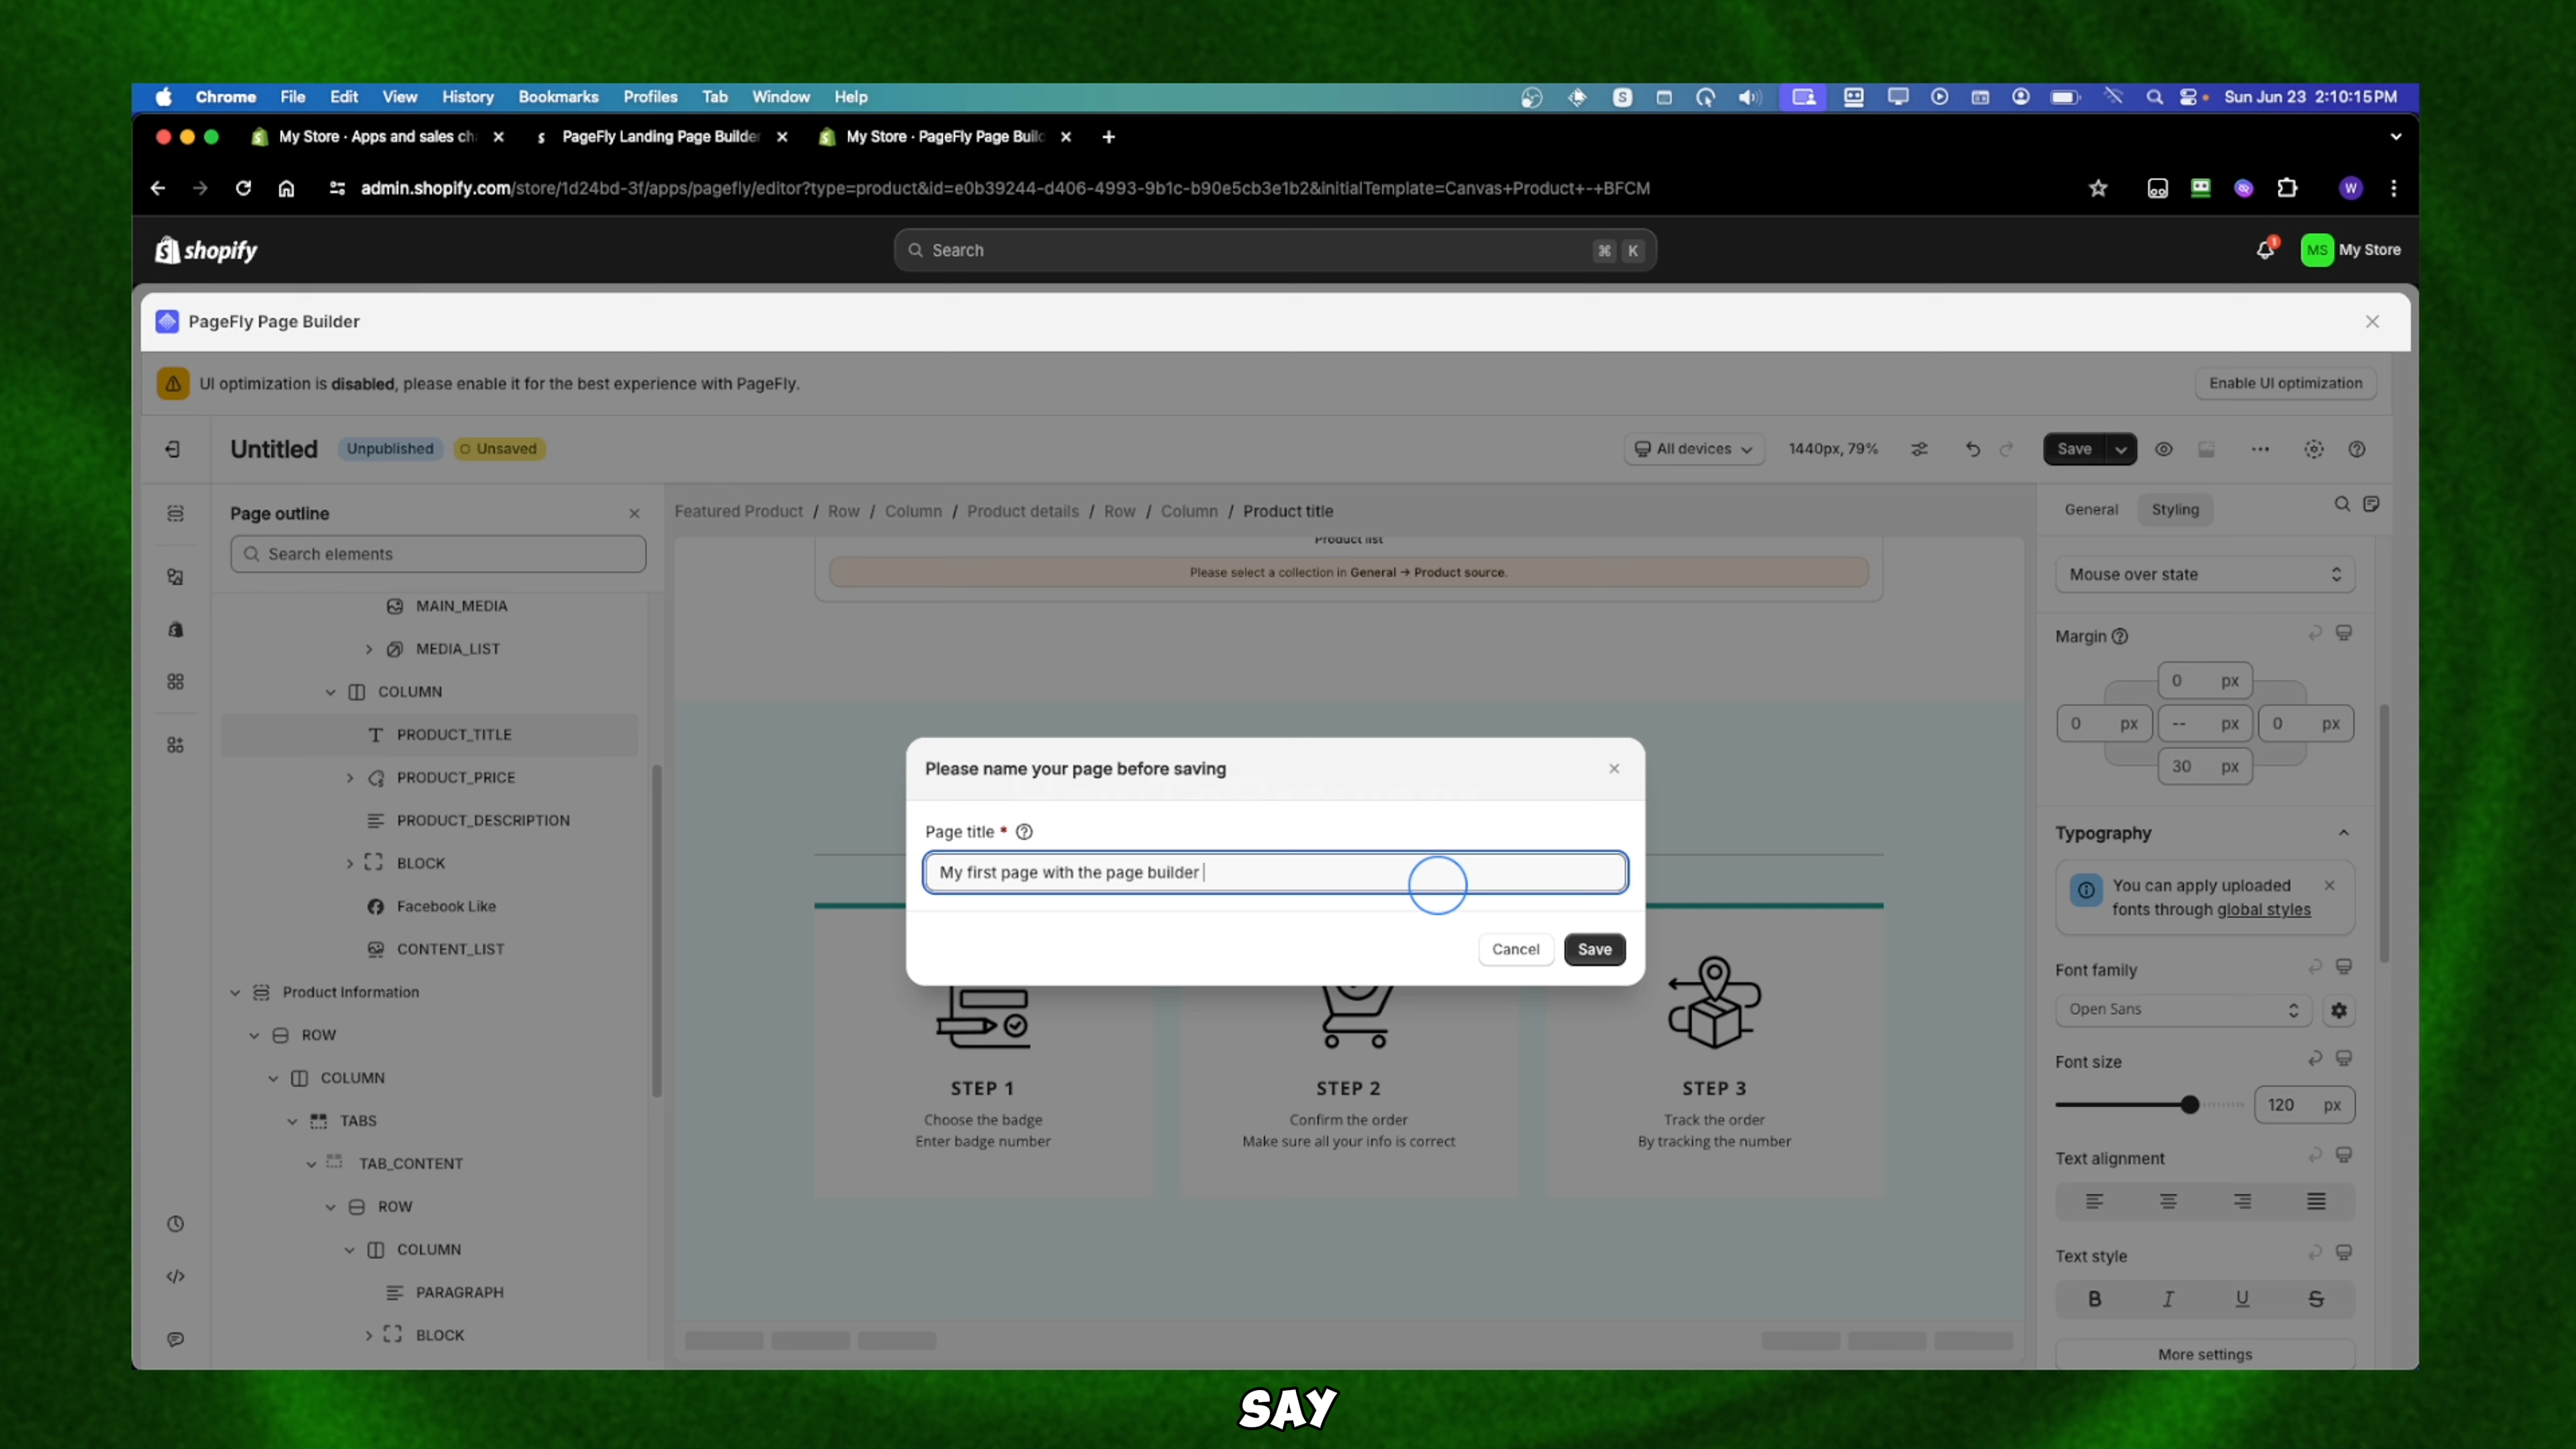 Chrome File Edit View History Bookmarks Profiles Tab Window Help
Sun Jun 23 2:10:15 PM
My Store · Apps and sales ch
PageFly Landing Page Builder
My Store · PageFly Page Build
admin.shopify.com/store/1d24bd-3f/apps/pagefly/editor?type=product&id=e0b39244-d406-4993-9b1c-b90e5cb3e1b2&initialTemplate=Canvas+Product+-+BFCM
W
shopify
Search
⌘ K
1
MS My Store
PageFly Page Builder
UI optimization is disabled, please enable it for the best experience with PageFly.
Enable UI optimization
Untitled Unpublished Unsaved
All devices
1440px, 79%
Save
Page outline
Search elements
MAIN_MEDIA
MEDIA_LIST
COLUMN
PRODUCT_TITLE
PRODUCT_PRICE
PRODUCT_DESCRIPTION
BLOCK
Facebook Like
CONTENT_LIST
Product Information
ROW
COLUMN
TABS
TAB_CONTENT
ROW
COLUMN
PARAGRAPH
BLOCK
Featured Product / Row / Column / Product details / Row / Column / Product title
Product list
Please select a collection in General → Product source.
Please name your page before saving
Page title *
My first page with the page builder
Cancel Save
STEP 1
Choose the badge
Enter badge number
STEP 2
Confirm the order
Make sure all your info is correct
STEP 3
Track the order
By tracking the number
General Styling
Mouse over state
Margin
0 px
0 px -- px 0 px
30 px
Typography
You can apply uploaded
fonts through global styles
Font family
Open Sans
Font size
120 px
Text alignment
Text style
B I U S
More settings
SAY